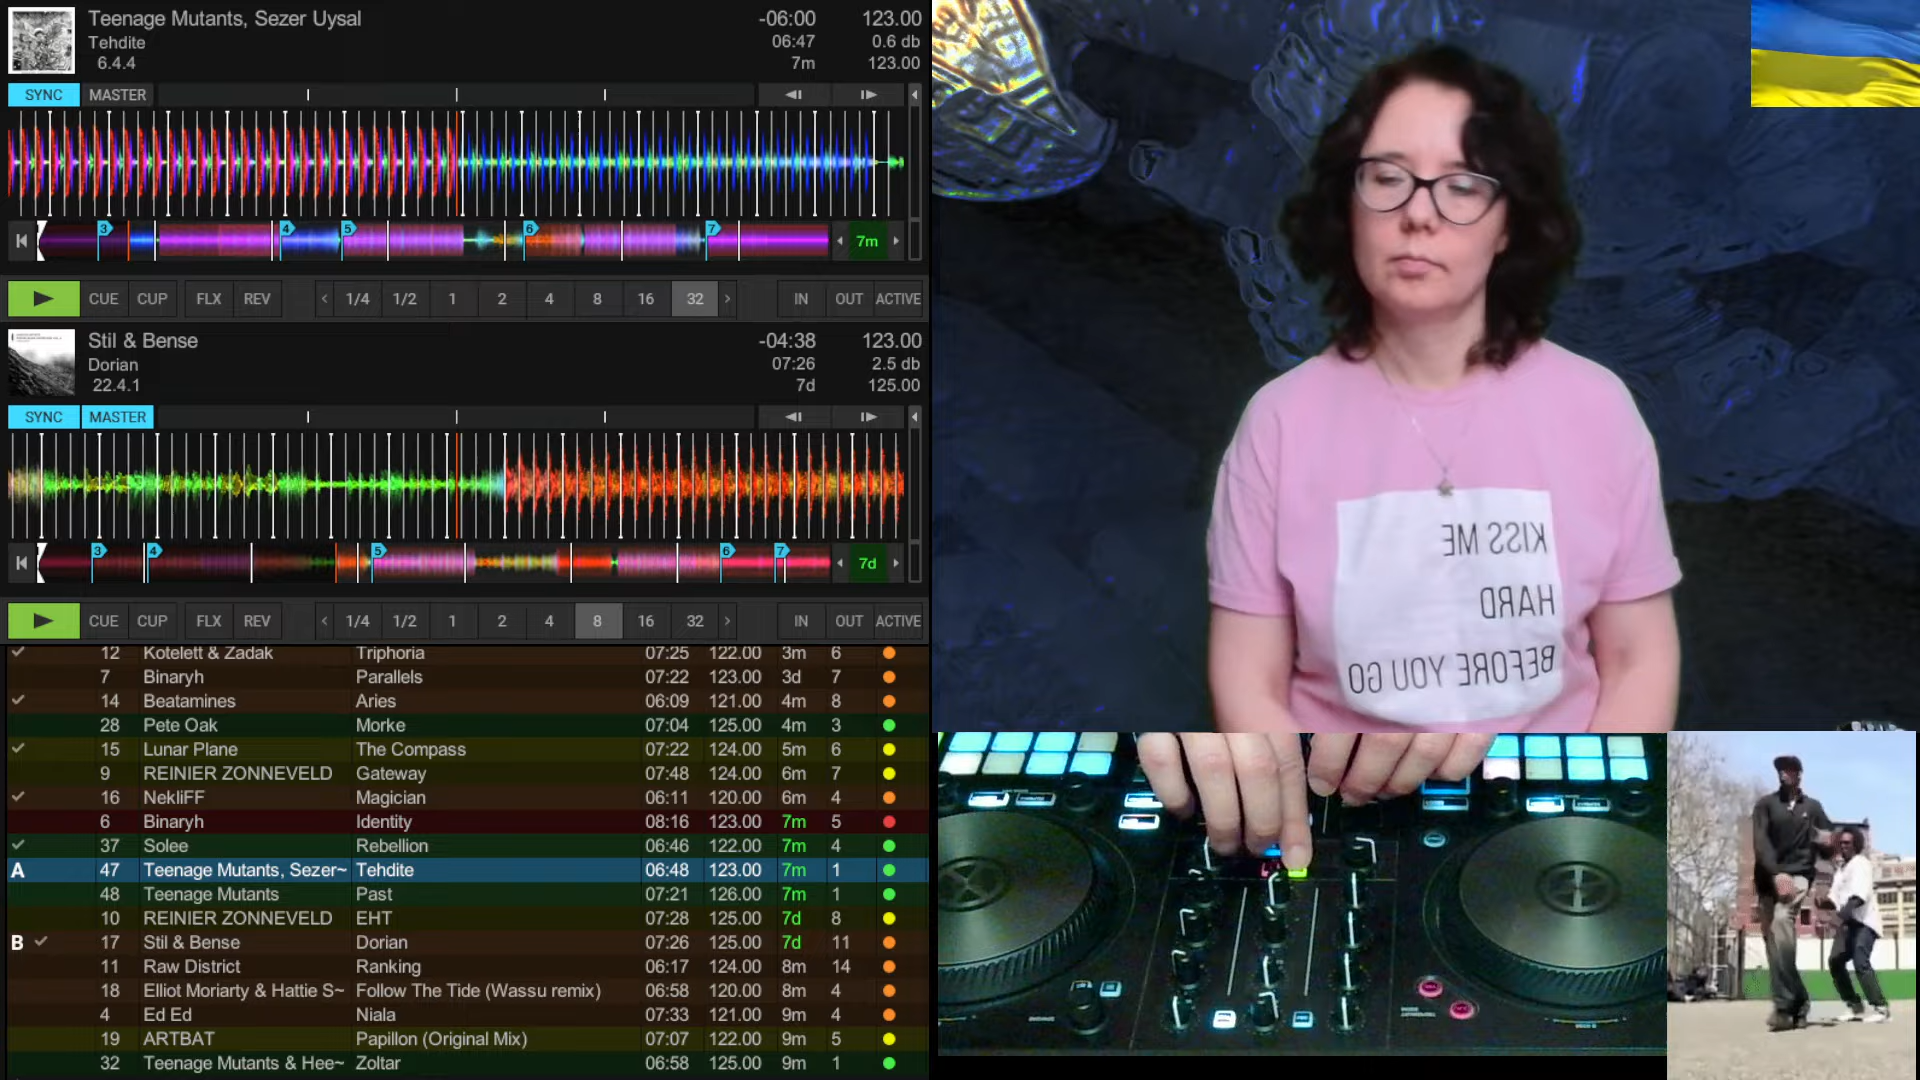 Teenage Mutants, Sezer Uysal -06:00 123.00
Tehdite 06:47 0.6 db
6.4.4 7m 123.00
SYNC MASTER
3 4 5 6 7 7m
CUE CUP FLX REV 1/4 1/2 1 2 4 8 16 32 IN OUT ACTIVE
Stil & Bense -04:38 123.00
Dorian 07:26 2.5 db
22.4.1 7d 125.00
SYNC MASTER
3 4 5 6 7 7d
CUE CUP FLX REV 1/4 1/2 1 2 4 8 16 32 IN OUT ACTIVE
12 Kotelett & Zadak Triphoria 07:25 122.00 3m 6
7 Binaryh Parallels 07:22 123.00 3d 7
14 Beatamines Aries 06:09 121.00 4m 8
28 Pete Oak Morke 07:04 125.00 4m 3
15 Lunar Plane The Compass 07:22 124.00 5m 6
9 REINIER ZONNEVELD Gateway 07:48 124.00 6m 7
16 NekliFF Magician 06:11 120.00 6m 4
6 Binaryh Identity 08:16 123.00 7m 5
37 Solee Rebellion 06:46 122.00 7m 4
A 47 Teenage Mutants, Sezer~ Tehdite 06:48 123.00 7m 1
48 Teenage Mutants Past 07:21 126.00 7m 1
10 REINIER ZONNEVELD EHT 07:28 125.00 7d 8
B 17 Stil & Bense Dorian 07:26 125.00 7d 11
11 Raw District Ranking 06:17 124.00 8m 14
18 Elliot Moriarty & Hattie S~ Follow The Tide (Wassu remix) 06:58 120.00 8m 4
4 Ed Ed Niala 07:33 121.00 9m 4
19 ARTBAT Papillon (Original Mix) 07:07 122.00 9m 5
32 Teenage Mutants & Hee~ Zoltar 06:58 125.00 9m 1
KISS ME
HARD
BEFORE YOU GO